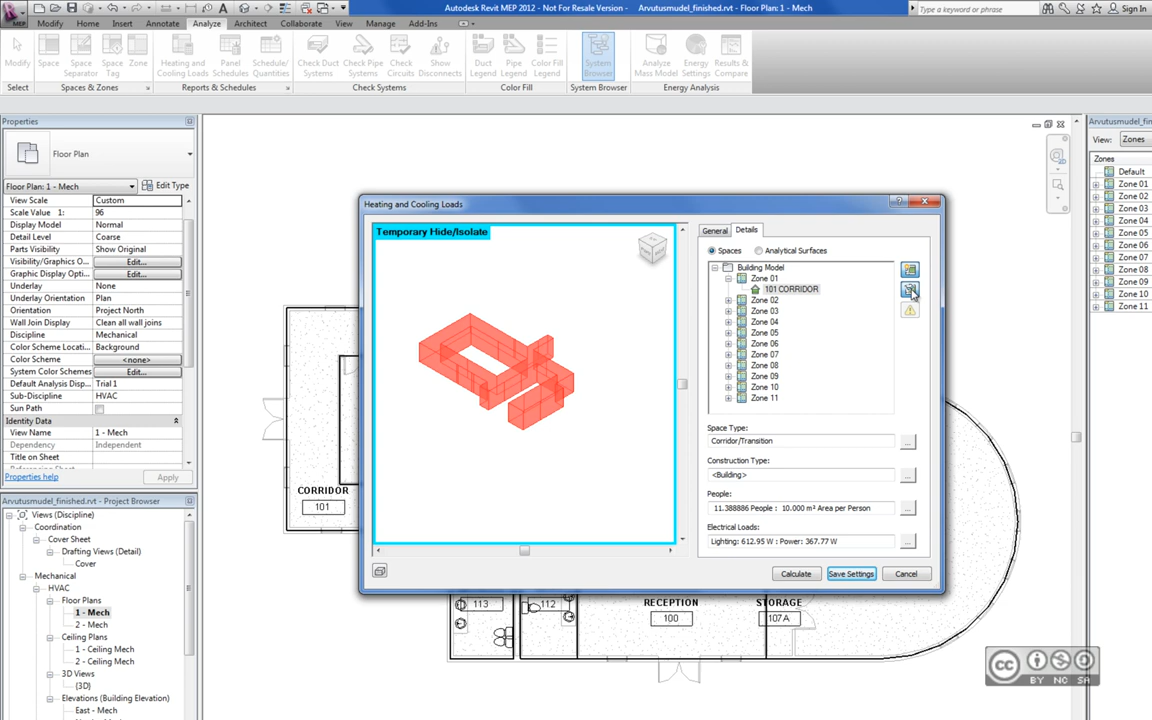 Autodesk Revit MEP 2012 - Not For Resale Version - Arvutusmudel_finished.rvt - Floor Plan: 1 - Mech
Type a keyword or phrase
Sign In
MEP
Modify Home Insert Annotate Analyze Architect Collaborate View Manage Add-Ins
Modify
Space
Space Separator
Space Tag
Zone
Heating and Cooling Loads
Panel Schedules
Schedule/ Quantities
Check Duct Systems
Check Pipe Systems
Check Circuits
Show Disconnects
Duct Legend
Pipe Legend
Color Fill Legend
System Browser
Analyze Mass Model
Energy Settings
Results & Compare
Select Spaces & Zones Reports & Schedules Check Systems Color Fill System Browser Energy Analysis
Properties
Floor Plan
Floor Plan: 1 - Mech
Edit Type
View Scale Custom
Scale Value 1: 96
Display Model Normal
Detail Level Coarse
Parts Visibility Show Original
Visibility/Graphics O... Edit...
Graphic Display Opti... Edit...
Underlay None
Underlay Orientation Plan
Orientation Project North
Wall Join Display Clean all wall joins
Discipline Mechanical
Color Scheme Locati... Background
Color Scheme <none>
System Color Schemes Edit...
Default Analysis Disp... Trial 1
Sub-Discipline HVAC
Sun Path
Identity Data
View Name 1 - Mech
Dependency Independent
Title on Sheet
Properties help
Apply
Arvutusmudel_finished.rvt - Project Browser
Views (Discipline)
Coordination
Cover Sheet
Drafting Views (Detail)
Cover
Mechanical
HVAC
Floor Plans
1 - Mech
2 - Mech
Ceiling Plans
1 - Ceiling Mech
2 - Ceiling Mech
3D Views
{3D}
Elevations (Building Elevation)
East - Mech
CORRIDOR
101
Heating and Cooling Loads
Temporary Hide/Isolate
General Details
Spaces Analytical Surfaces
Building Model
Zone 01
101 CORRIDOR
Zone 02
Zone 03
Zone 04
Zone 05
Zone 06
Zone 07
Zone 08
Zone 09
Zone 10
Zone 11
Space Type:
Corridor/Transition
...
Construction Type:
<Building>
...
People:
11.388886 People : 10.000 m² Area per Person
...
Electrical Loads:
Lighting: 612.95 W : Power: 367.77 W
...
Calculate Save Settings Cancel
113
112
RECEPTION
100
STORAGE
107A
Arvutusmudel_fini
View: Zones
Zones
Default
Zone 01
Zone 02
Zone 03
Zone 04
Zone 05
Zone 06
Zone 07
Zone 08
Zone 09
Zone 10
Zone 11
cc
BY NC SA